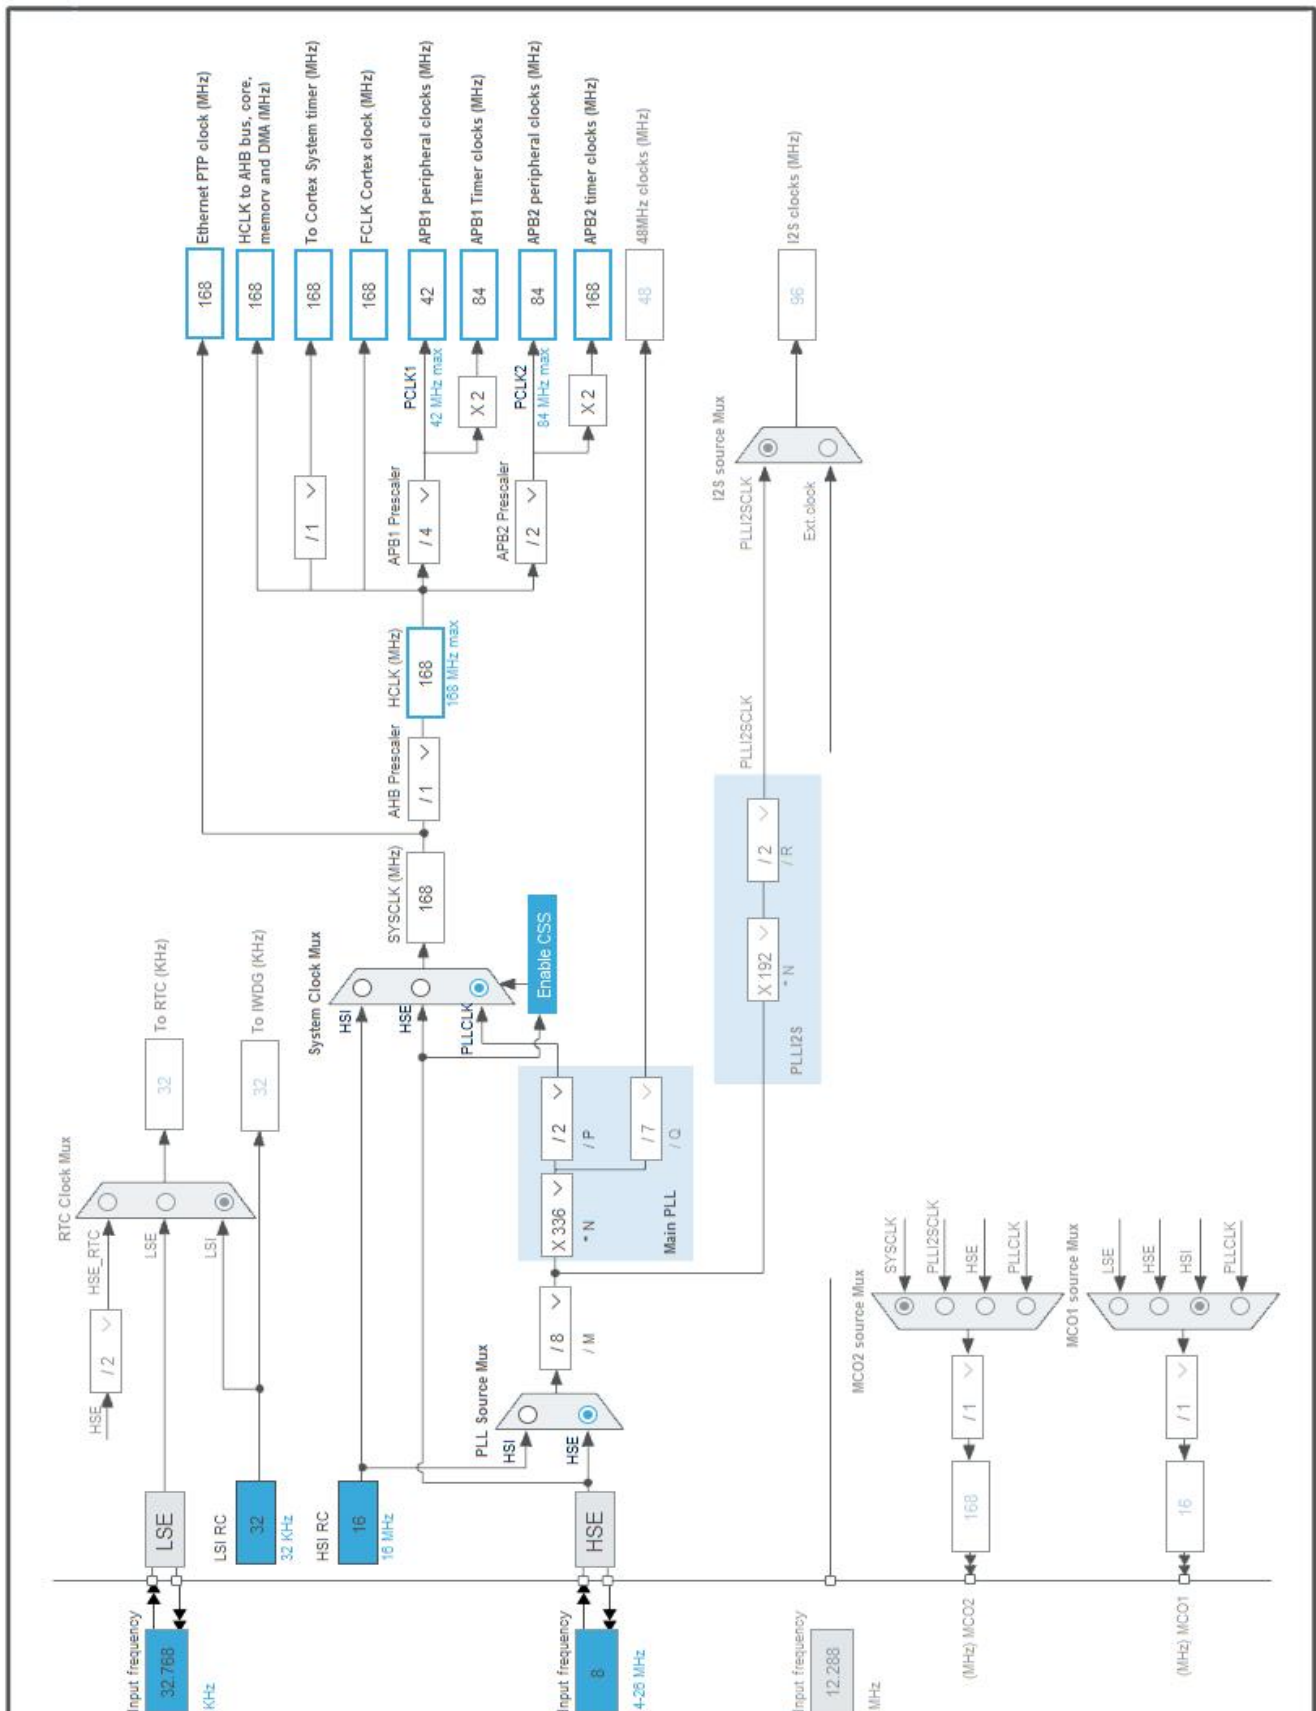 Input frequency
32.768
KHz
LSE
LSI RC
32
32 KHz
HSI RC
16
16 MHz
HSE
/ 2
HSE_RTC
LSE
LSI
RTC Clock Mux
32
To RTC (KHz)
32
To IWDG (KHz)
Input frequency
8
4-26 MHz
HSE
PLL Source Mux
HSI
HSE
/ 8
/ M
X 336
* N
/ 2
/ P
/ 7
/ Q
Main PLL
System Clock Mux
HSI
HSE
PLLCLK
Enable CSS
SYSCLK (MHz)
168
AHB Prescaler
/ 1
HCLK (MHz)
168
168 MHz max
/ 1
APB1 Prescaler
/ 4
APB2 Prescaler
/ 2
PCLK1
42 MHz max
X 2
PCLK2
84 MHz max
X 2
168
Ethernet PTP clock (MHz)
168
HCLK to AHB bus, core,
memory and DMA (MHz)
168
To Cortex System timer (MHz)
168
FCLK Cortex clock (MHz)
42
APB1 peripheral clocks (MHz)
84
APB1 Timer clocks (MHz)
84
APB2 peripheral clocks (MHz)
168
APB2 timer clocks (MHz)
48
48MHz clocks (MHz)
PLLI2S
X 192
* N
/ 2
/ R
PLLI2SCLK
PLLI2SCLK
Ext.clock
I2S source Mux
96
I2S clocks (MHz)
Input frequency
12.288
MHz
MCO2 source Mux
SYSCLK
PLLI2SCLK
HSE
PLLCLK
/ 1
168
(MHz) MCO2
MCO1 source Mux
LSE
HSE
HSI
PLLCLK
/ 1
16
(MHz) MCO1